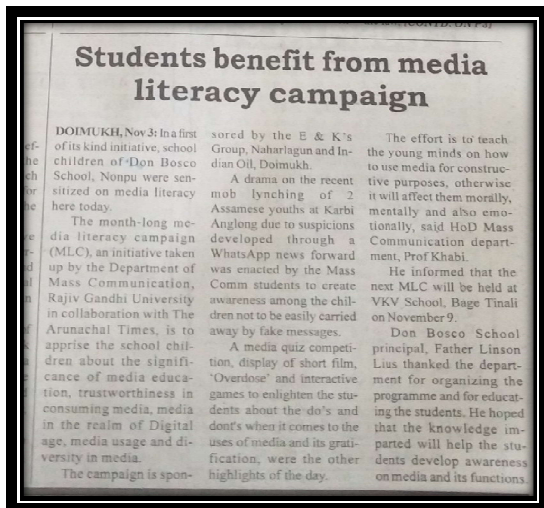 Students benefit from media
literacy campaign
DOIMUKH, Nov 3: In a first
of its kind initiative, school
children of Don Bosco
School, Nonpu were sen-
sitized on media literacy
here today.
The month-long me-
dia literacy campaign
(MLC), an initiative taken
up by the Department of
Mass Communication,
Rajiv Gandhi University
in collaboration with The
Arunachal Times, is to
apprise the school chil-
dren about the signifi-
cance of media educa-
tion, trustworthiness in
consuming media, media
in the realm of Digital
age, media usage and di-
versity in media.
The campaign is spon-
sored by the E & K's
Group, Naharlagun and In-
dian Oil, Doimukh.
A drama on the recent
mob lynching of 2
Assamese youths at Karbi
Anglong due to suspicions
developed through a
WhatsApp news forward
was enacted by the Mass
Comm students to create
awareness among the chil-
dren not to be easily carried
away by fake messages.
A media quiz competi-
tion, display of short film,
'Overdose' and interactive
games to enlighten the stu-
dents about the do's and
dont's when it comes to the
uses of media and its grati-
fication, were the other
highlights of the day.
The effort is to teach
the young minds on how
to use media for construc-
tive purposes, otherwise
it will affect them morally,
mentally and also emo-
tionally, said HoD Mass
Communication depart-
ment, Prof Khabi.
He informed that the
next MLC will be held at
VKV School, Bage Tinali
on November 9.
Don Bosco School
principal, Father Linson
Lius thanked the depart-
ment for organizing the
programme and for educat-
ing the students. He hoped
that the knowledge im-
parted will help the stu-
dents develop awareness
on media and its functions.